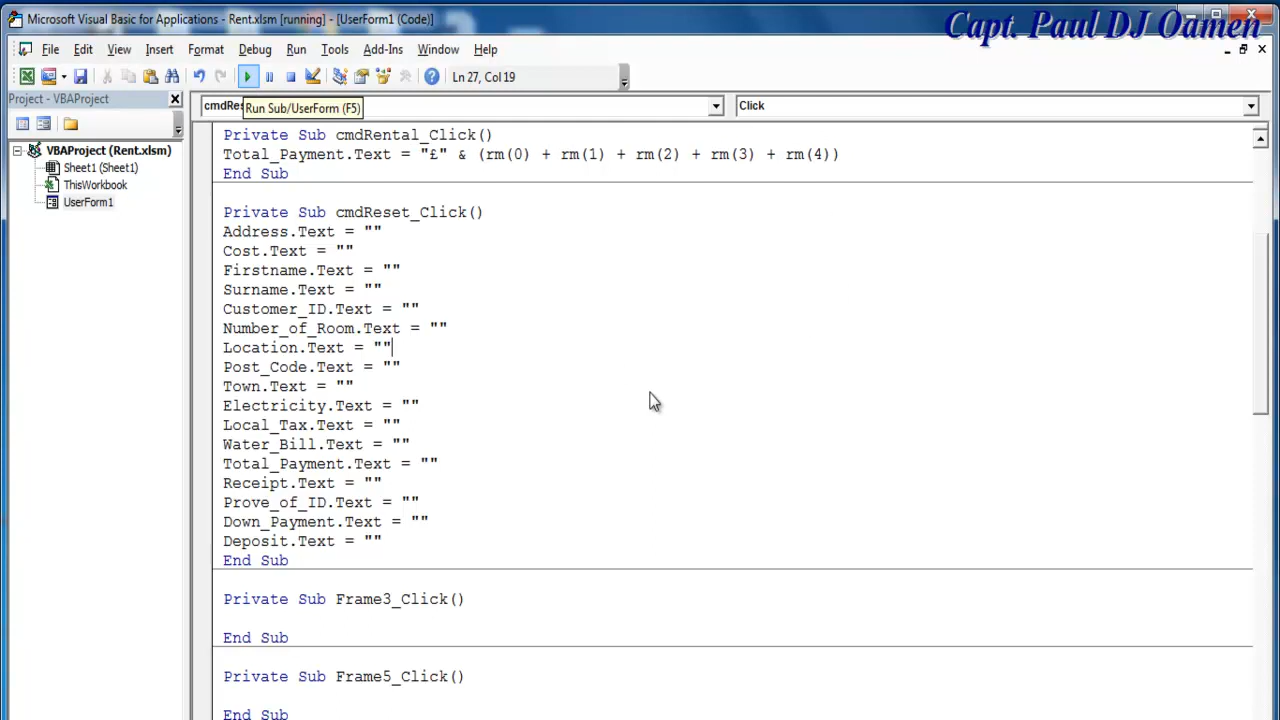 Microsoft Visual Basic for Applications - Rent.xlsm [running] - [UserForm1 (Code)]
Capt. Paul DJ Oamen
File Edit View Insert Format Debug Run Tools Add-Ins Window Help
Ln 27, Col 19
Project - VBAProject
cmdRes
Run Sub/UserForm (F5)
Click
VBAProject (Rent.xlsm)
Sheet1 (Sheet1)
ThisWorkbook
UserForm1
Private Sub cmdRental_Click()
Total_Payment.Text = "£" & (rm(0) + rm(1) + rm(2) + rm(3) + rm(4))
End Sub
Private Sub cmdReset_Click()
Address.Text = ""
Cost.Text = ""
Firstname.Text = ""
Surname.Text = ""
Customer_ID.Text = ""
Number_of_Room.Text = ""
Location.Text = ""
Post_Code.Text = ""
Town.Text = ""
Electricity.Text = ""
Local_Tax.Text = ""
Water_Bill.Text = ""
Total_Payment.Text = ""
Receipt.Text = ""
Prove_of_ID.Text = ""
Down_Payment.Text = ""
Deposit.Text = ""
End Sub
Private Sub Frame3_Click()
End Sub
Private Sub Frame5_Click()
End Sub